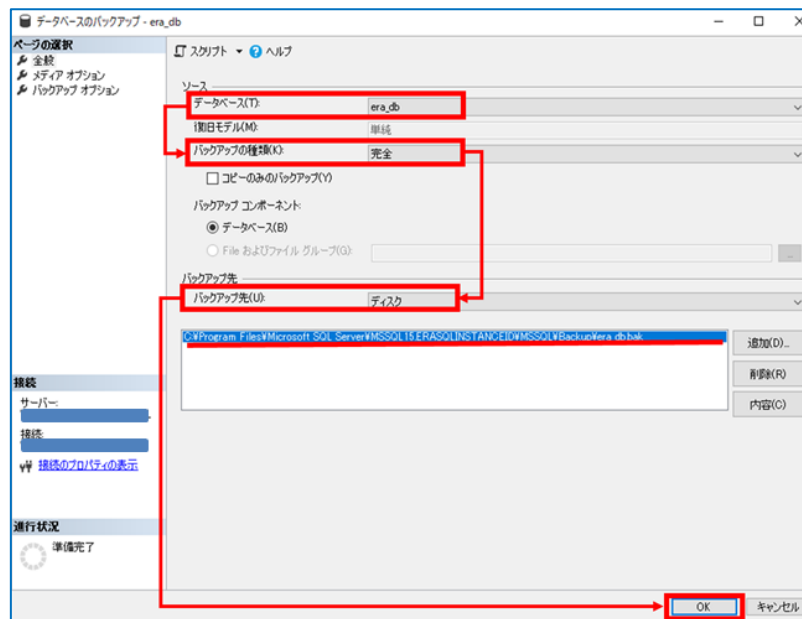 データベースのバックアップ - era_db
ページの選択
全般
メディア オプション
バックアップ オプション
スクリプト
ヘルプ
ソース
データベース(T):
era_db
復旧モデル(M):
単純
バックアップの種類(K):
完全
コピーのみのバックアップ(Y)
バックアップ コンポーネント:
データベース(B)
File およびファイル グループ(G):
...
バックアップ先
バックアップ先(U):
ディスク
C:¥Program Files¥Microsoft SQL Server¥MSSQL15.ERASQLINSTANCEID¥MSSQL¥Backup¥era_db.bak
追加(D)...
削除(R)
内容(C)
接続
サーバー:
接続:
接続のプロパティの表示
進行状況
準備完了
OK
キャンセル